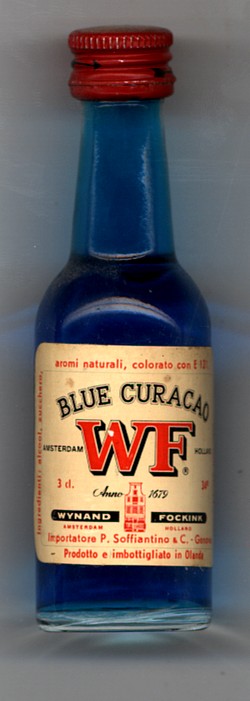 aromi naturali, colorato con E 131
Ingredienti: alcool, zucchero,
BLUE CURACAO
AMSTERDAM WF HOLLAND
®
3 cl. Anno 1679 30°
WYNAND FOCKINK
AMSTERDAM HOLLAND
Importatore P. Soffiantino & C. - Genova
Prodotto e imbottigliato in Olanda